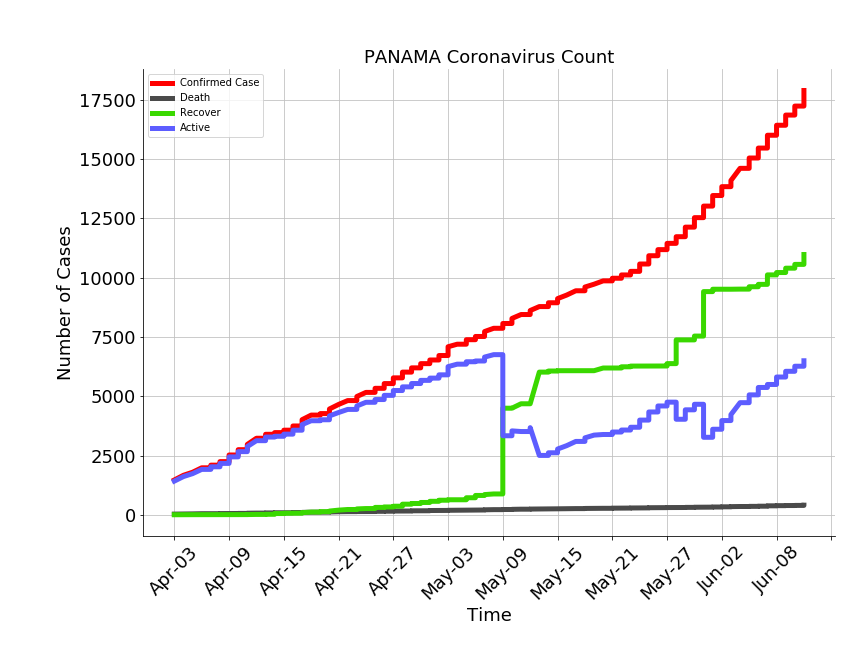 PANAMA Coronavirus Count
Confirmed Case
Death
Recover
Active
Number of Cases
17500
15000
12500
10000
7500
5000
2500
0
Apr-03
Apr-09
Apr-15
Apr-21
Apr-27
May-03
May-09
May-15
May-21
May-27
Jun-02
Jun-08
Time